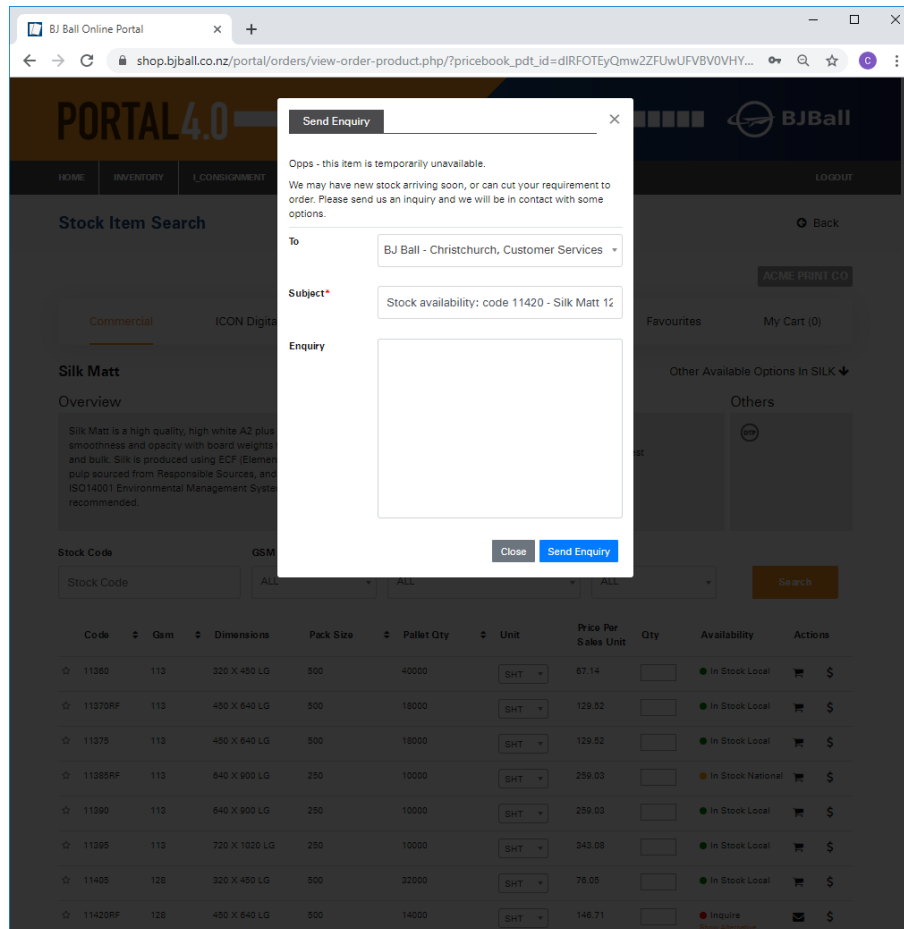 BJ Ball Online Portal
shop.bjball.co.nz/portal/orders/view-order-product.php/?pricebook_pdt_id=dlRFOTEyQmw2ZFUwUFVBV0VHY...
C
PORTAL 4.0
BJBall
HOME INVENTORY I_CONSIGNMENT LOGOUT
Stock Item Search
Back
ACME PRINT CO
Commercial ICON Digita Favourites My Cart (0)
Send Enquiry
Opps - this item is temporarily unavailable.
We may have new stock arriving soon, or can cut your requirement to
order. Please send us an inquiry and we will be in contact with some
options.
To
BJ Ball - Christchurch, Customer Services
Subject*
Stock availability: code 11420 - Silk Matt 12
Enquiry
Close Send Enquiry
Silk Matt
Other Available Options In SILK
Overview
Others
Silk Matt is a high quality, high white A2 plus
smoothness and opacity with board weights
and bulk. Silk is produced using ECF (Elemen
pulp sourced from Responsible Sources, and
ISO14001 Environmental Management Syste
recommended.
Stock Code GSM
Stock Code ALL ALL ALL Search
Code Gsm Dimensions Pack Size Pallet Qty Unit Price Per Sales Unit Qty Availability Actions
11360 113 320 X 450 LG 500 40000 SHT 67.14 In Stock Local
11370RF 113 450 X 640 LG 500 18000 SHT 129.52 In Stock Local
11375 113 450 X 640 LG 500 18000 SHT 129.52 In Stock Local
11385RF 113 640 X 900 LG 250 10000 SHT 259.03 In Stock National
11390 113 640 X 900 LG 250 10000 SHT 259.03 In Stock Local
11395 113 720 X 1020 LG 250 10000 SHT 343.08 In Stock Local
11405 128 320 X 450 LG 500 32000 SHT 76.05 In Stock Local
11420RF 128 450 X 640 LG 500 14000 SHT 146.71 Inquire